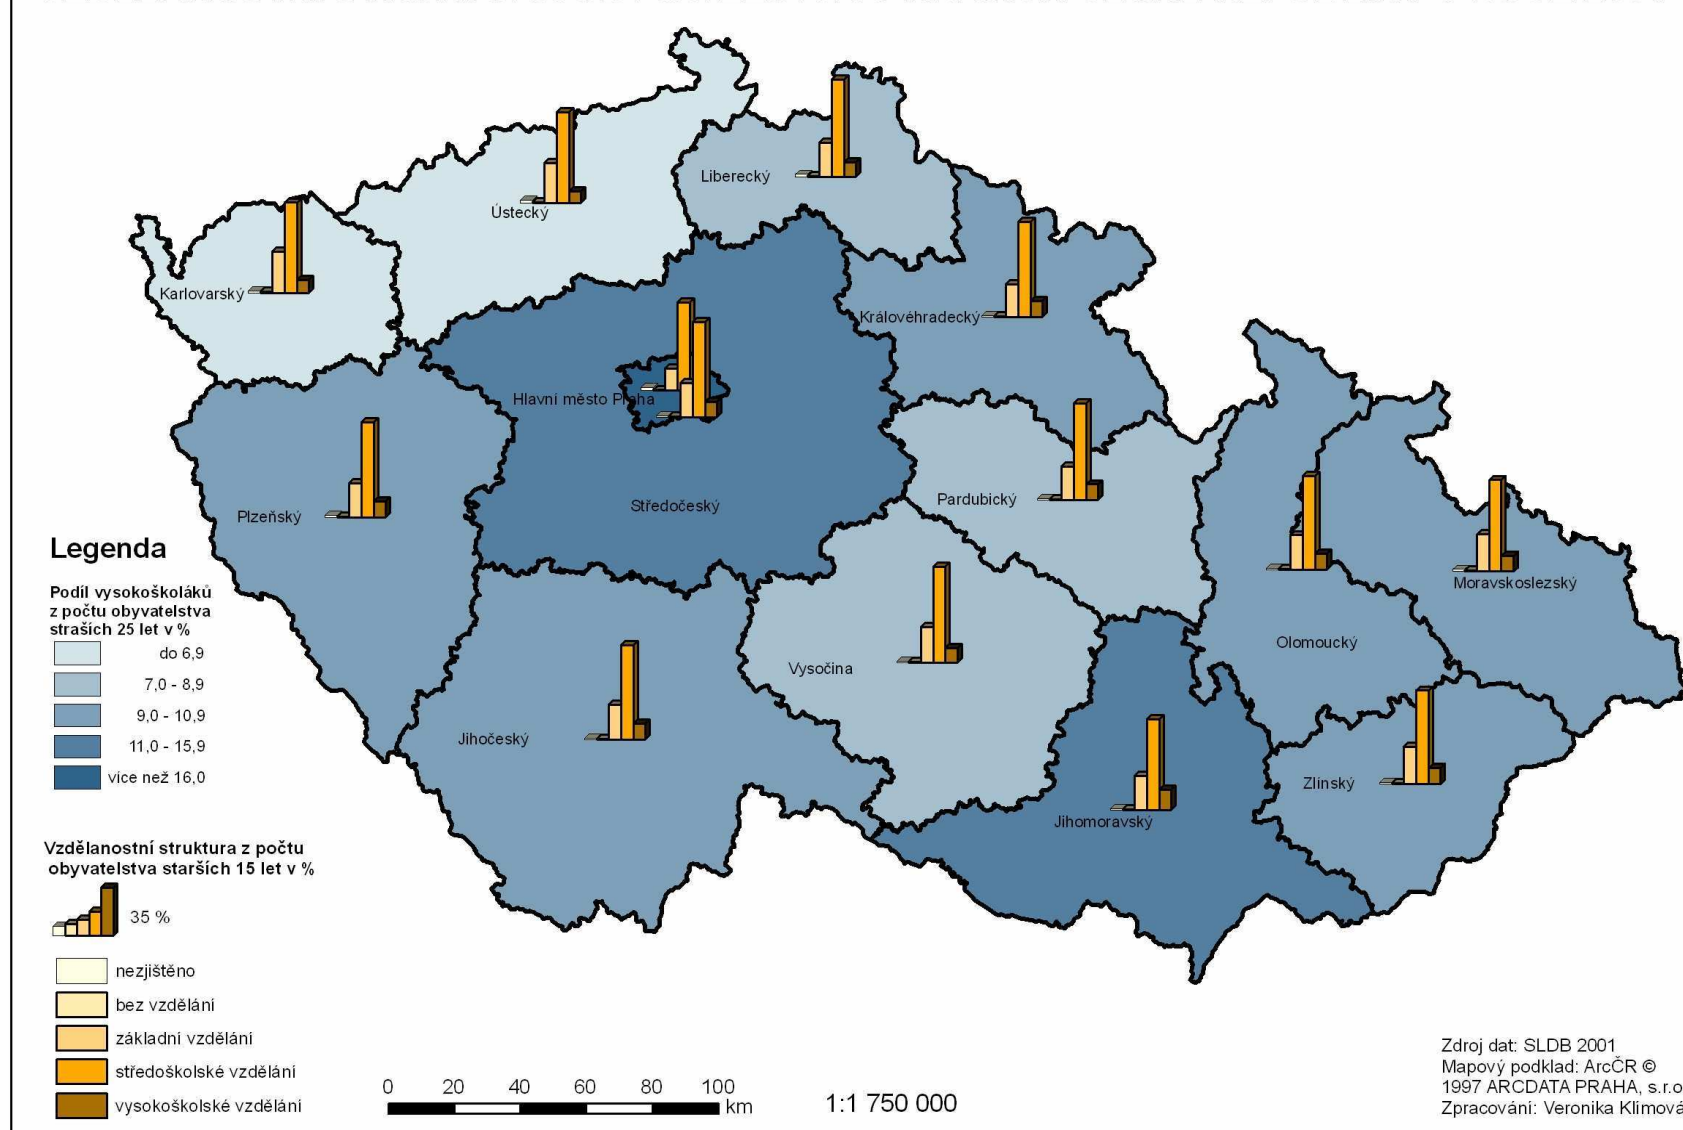 Liberecký
Ústecký
Karlovarský
Královéhradecký
Hlavní město Praha
Plzeňský
Středočeský
Pardubický
Moravskoslezský
Olomoucký
Vysočina
Jihočeský
Zlínský
Jihomoravský
Legenda
Podíl vysokoškoláků
z počtu obyvatelstva
straších 25 let v %
do 6,9
7,0 - 8,9
9,0 - 10,9
11,0 - 15,9
více než 16,0
Vzdělanostní struktura z počtu
obyvatelstva starších 15 let v %
35 %
nezjištěno
bez vzdělání
základní vzdělání
středoškolské vzdělání
vysokoškolské vzdělání
0 20 40 60 80 100
km
1:1 750 000
Zdroj dat: SLDB 2001
Mapový podklad: ArcČR ©
1997 ARCDATA PRAHA, s.r.o
Zpracování: Veronika Klímová